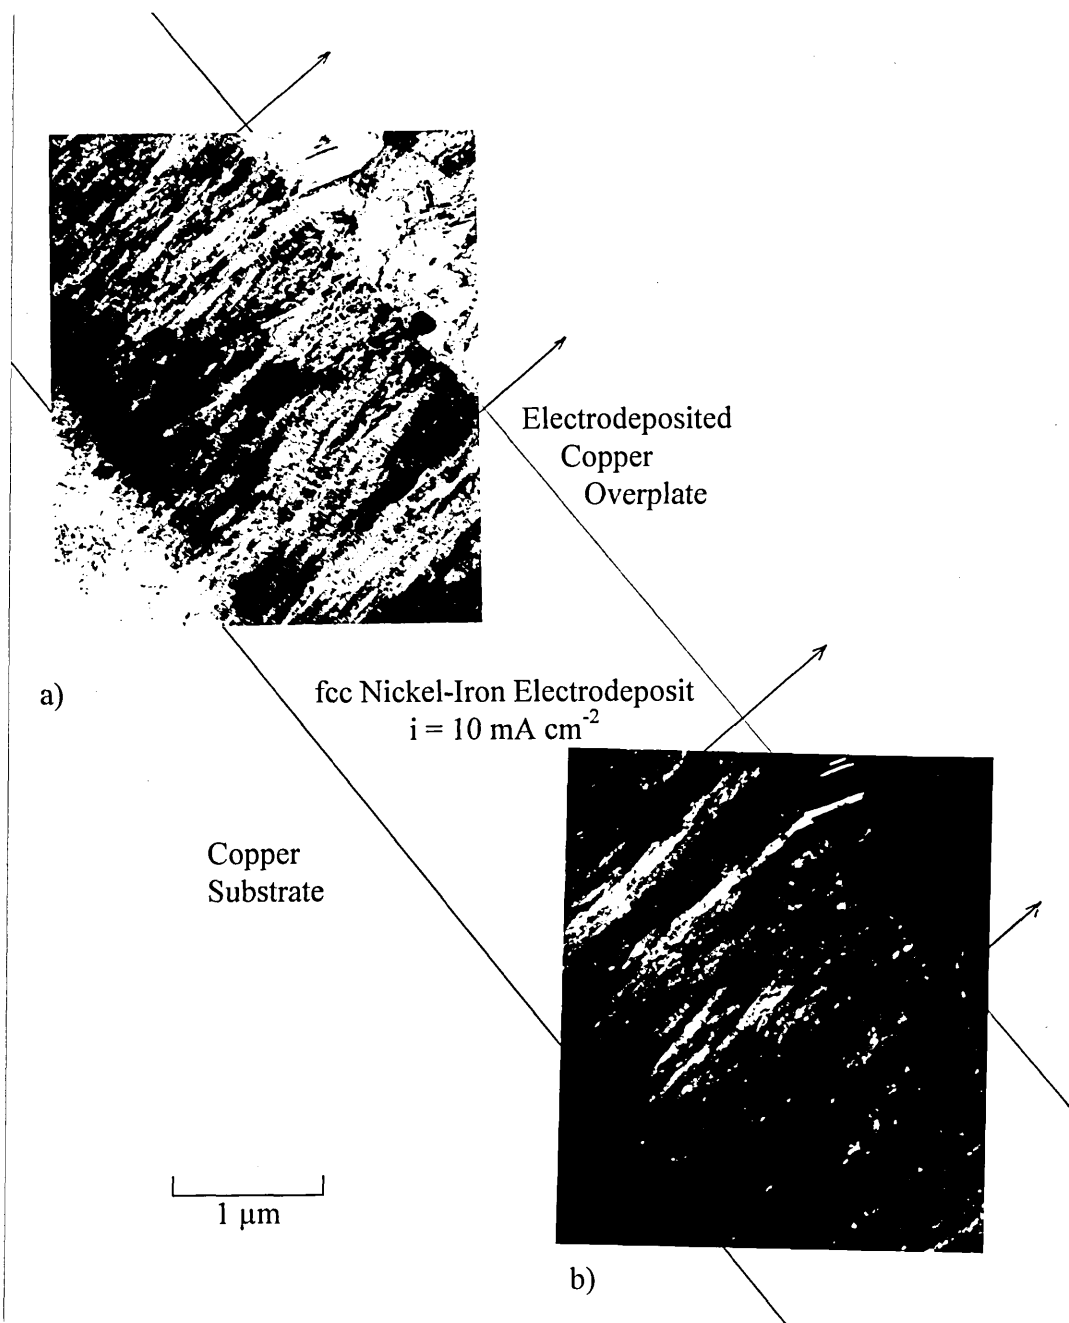 Electrodeposited
Copper
Overplate
a)
fcc Nickel-Iron Electrodeposit
i = 10 mA cm⁻²
Copper
Substrate
1 µm
b)